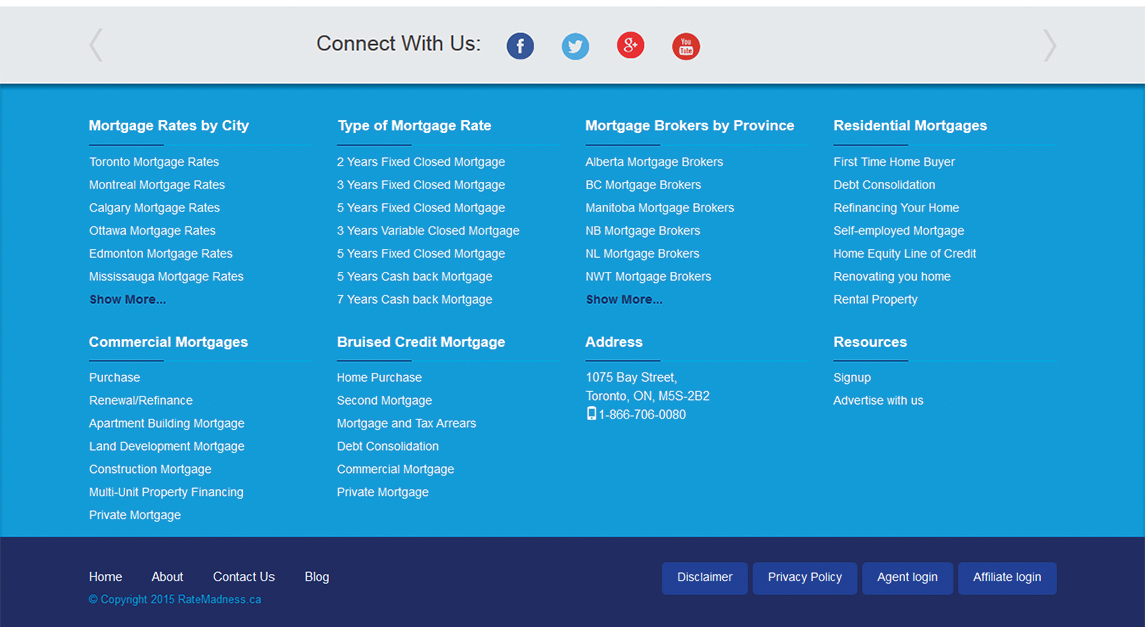 Connect With Us:
f
g+
You
Tube
Mortgage Rates by City
Toronto Mortgage Rates
Montreal Mortgage Rates
Calgary Mortgage Rates
Ottawa Mortgage Rates
Edmonton Mortgage Rates
Mississauga Mortgage Rates
Show More...
Type of Mortgage Rate
2 Years Fixed Closed Mortgage
3 Years Fixed Closed Mortgage
5 Years Fixed Closed Mortgage
3 Years Variable Closed Mortgage
5 Years Fixed Closed Mortgage
5 Years Cash back Mortgage
7 Years Cash back Mortgage
Mortgage Brokers by Province
Alberta Mortgage Brokers
BC Mortgage Brokers
Manitoba Mortgage Brokers
NB Mortgage Brokers
NL Mortgage Brokers
NWT Mortgage Brokers
Show More...
Residential Mortgages
First Time Home Buyer
Debt Consolidation
Refinancing Your Home
Self-employed Mortgage
Home Equity Line of Credit
Renovating you home
Rental Property
Commercial Mortgages
Purchase
Renewal/Refinance
Apartment Building Mortgage
Land Development Mortgage
Construction Mortgage
Multi-Unit Property Financing
Private Mortgage
Bruised Credit Mortgage
Home Purchase
Second Mortgage
Mortgage and Tax Arrears
Debt Consolidation
Commercial Mortgage
Private Mortgage
Address
1075 Bay Street,
Toronto, ON, M5S-2B2
1-866-706-0080
Resources
Signup
Advertise with us
Home About Contact Us Blog
Disclaimer Privacy Policy Agent login Affiliate login
© Copyright 2015 RateMadness.ca